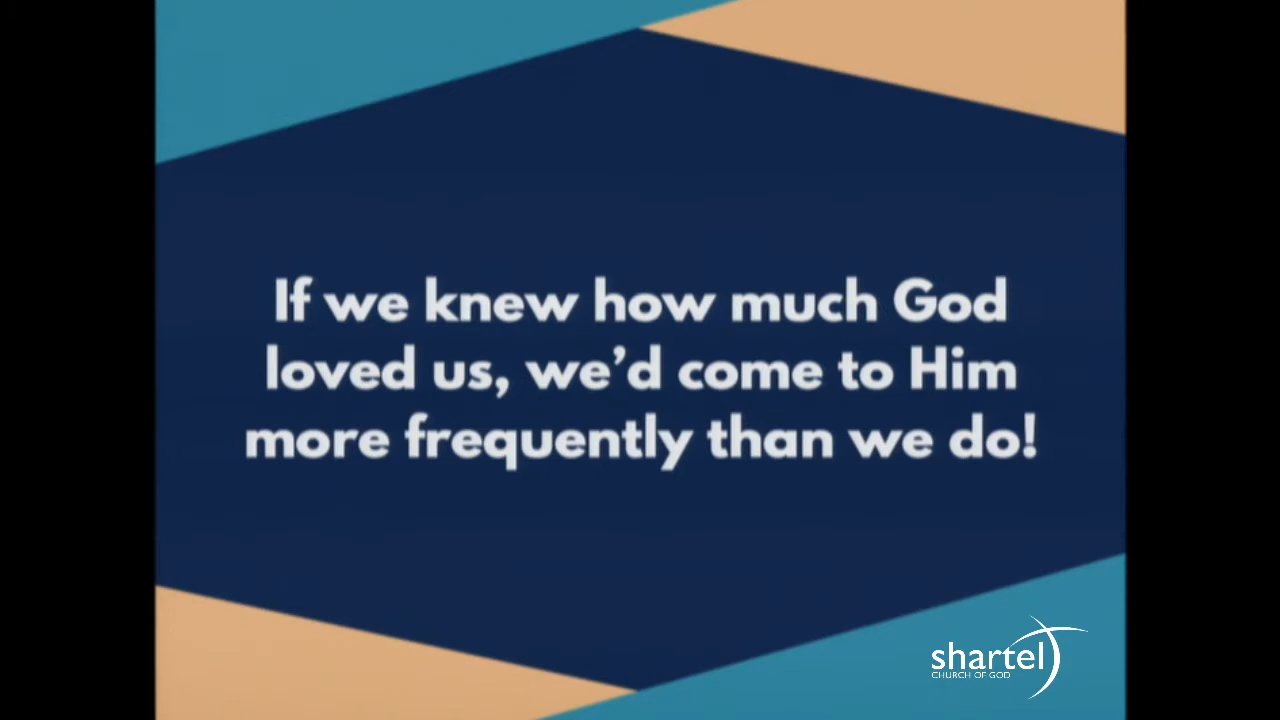 If we knew how much God
loved us, we’d come to Him
more frequently than we do!
shartel
CHURCH OF GOD